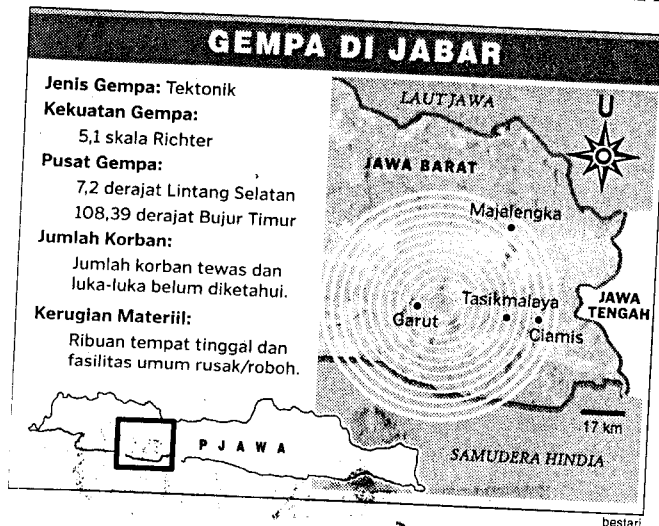 GEMPA DI JABAR
Jenis Gempa: Tektonik
Kekuatan Gempa:
5,1 skala Richter
Pusat Gempa:
7,2 derajat Lintang Selatan
108,39 derajat Bujur Timur
Jumlah Korban:
Jumlah korban tewas dan
luka-luka belum diketahui.
Kerugian Materiil:
Ribuan tempat tinggal dan
fasilitas umum rusak/roboh.
LAUT JAWA
U
JAWA BARAT
Majalengka
Tasikmalaya
Garut
Ciamis
JAWA
TENGAH
17 km
SAMUDERA HINDIA
P JAWA
bestari